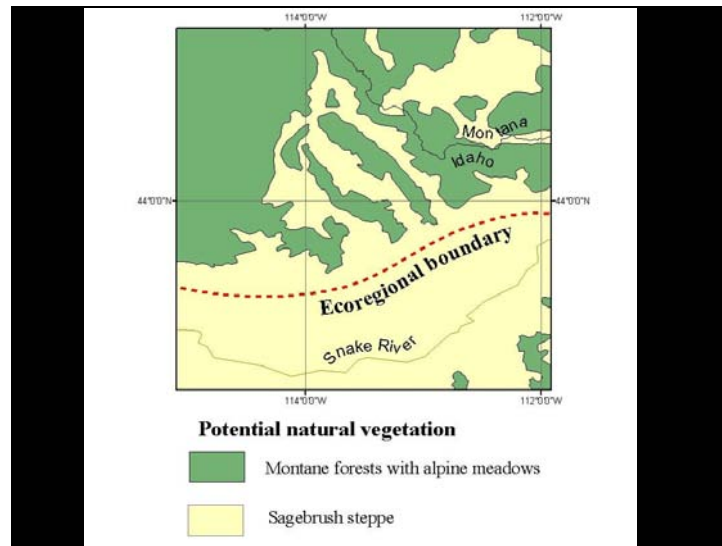 114°0'0"W 112°0'0"W
Montana
Idaho
44°0'0"N 44°0'0"N
Ecoregional boundary
Snake River
114°0'0"W 112°0'0"W
Potential natural vegetation
Montane forests with alpine meadows
Sagebrush steppe